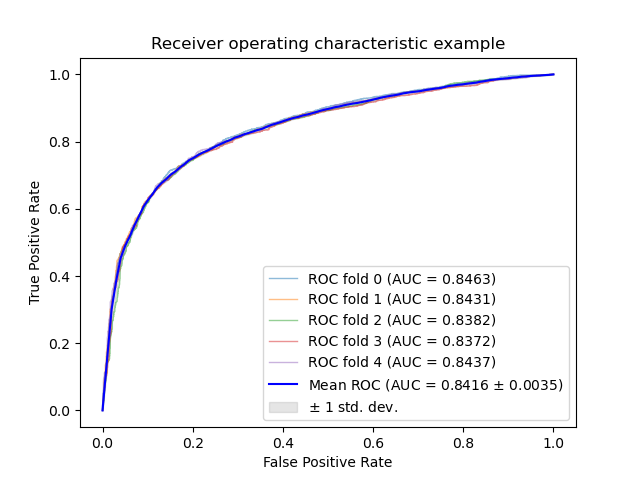 Receiver operating characteristic example
True Positive Rate
1.0
0.8
0.6
0.4
0.2
0.0
ROC fold 0 (AUC = 0.8463)
ROC fold 1 (AUC = 0.8431)
ROC fold 2 (AUC = 0.8382)
ROC fold 3 (AUC = 0.8372)
ROC fold 4 (AUC = 0.8437)
Mean ROC (AUC = 0.8416 ± 0.0035)
± 1 std. dev.
0.0 0.2 0.4 0.6 0.8 1.0
False Positive Rate